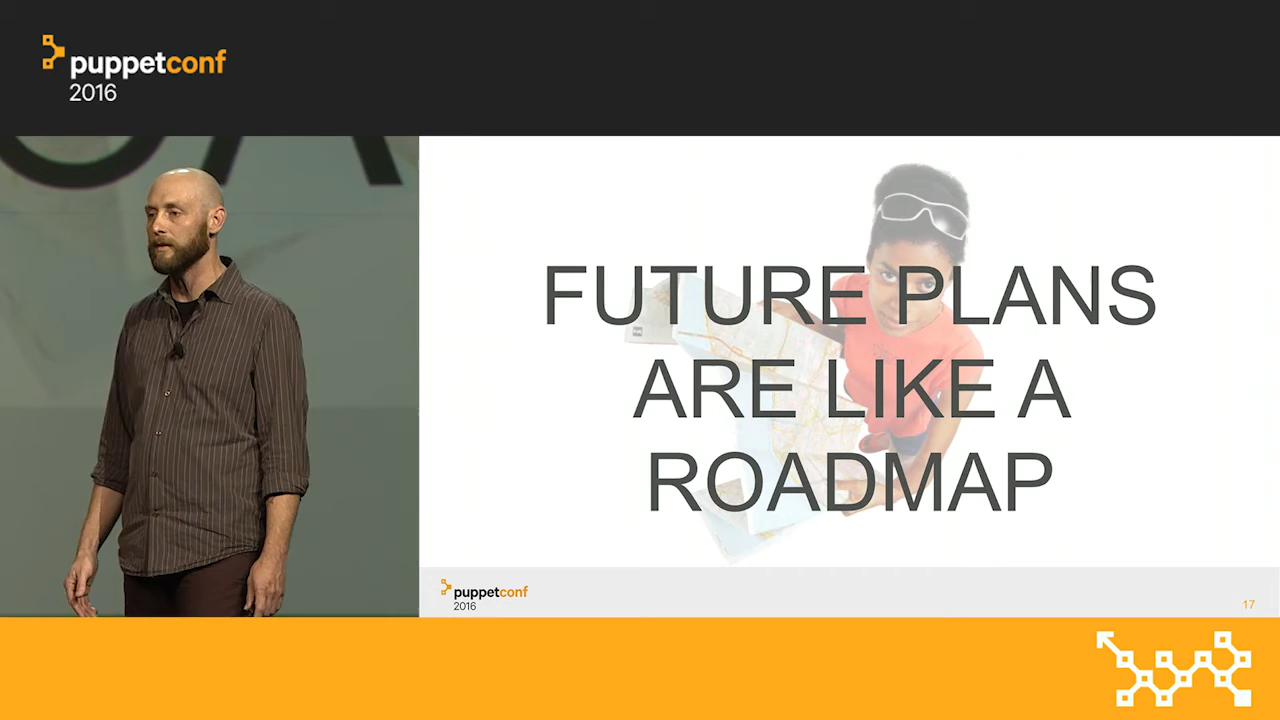 puppetconf
2016
FUTURE PLANS
ARE LIKE A
ROADMAP
puppetconf
2016
17